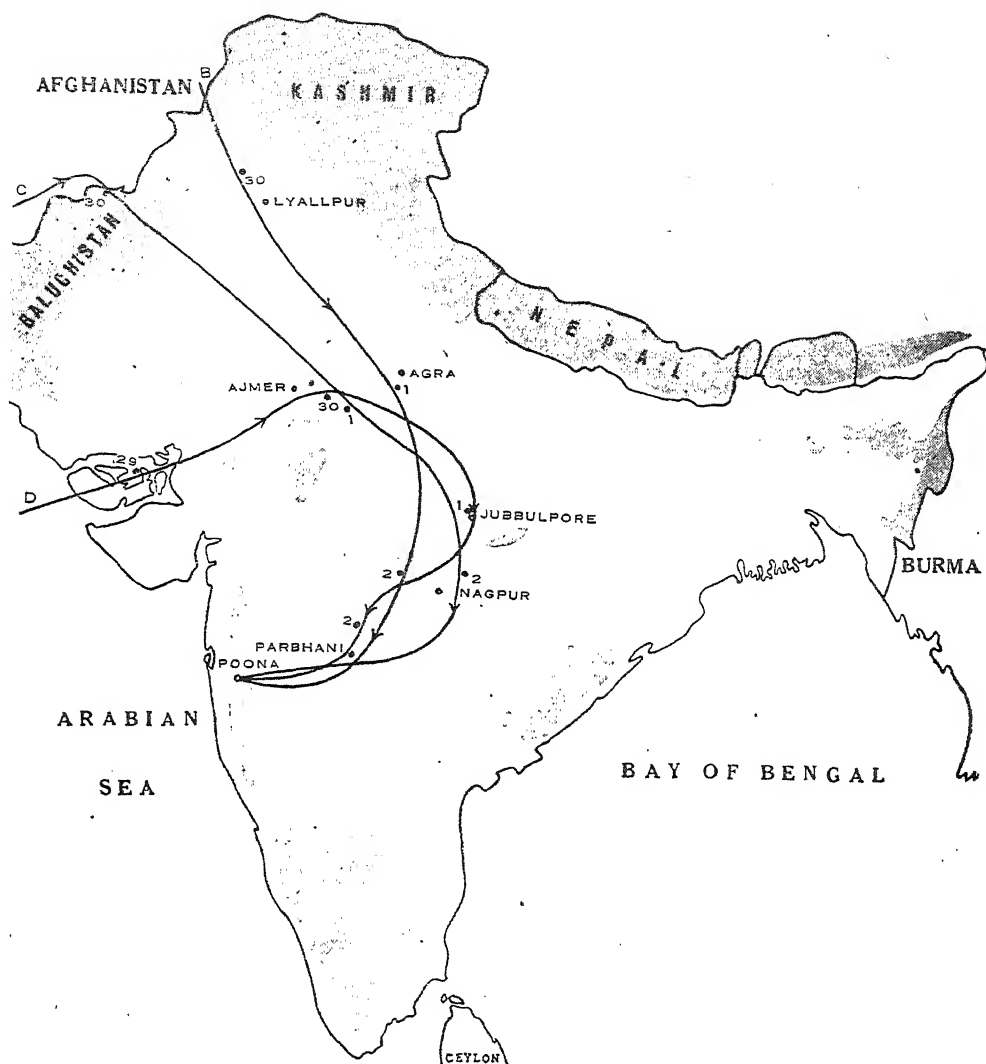 B
AFGHANISTAN
KASHMIR
30
LYALLPUR
C
30
BALUCHISTAN
NEPAL
AGRA
1
AJMER
30
1
29
D
1
JUBBULPORE
2
2
NAGPUR
BURMA
2
PARBHANI
POONA
ARABIAN
SEA
BAY OF BENGAL
CEYLON